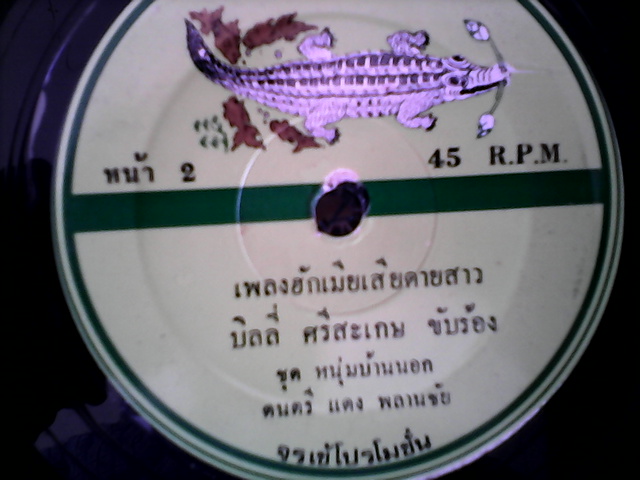 หน้า 2
45 R.P.M.
เพลงฮักเมียเสียดายสาว
บิลลี่ ศรีสะเกษ ขับร้อง
ชุด หนุ่มบ้านนอก
ดนตรี แดง พลานชัย
จระเข้โปรโมชั่น